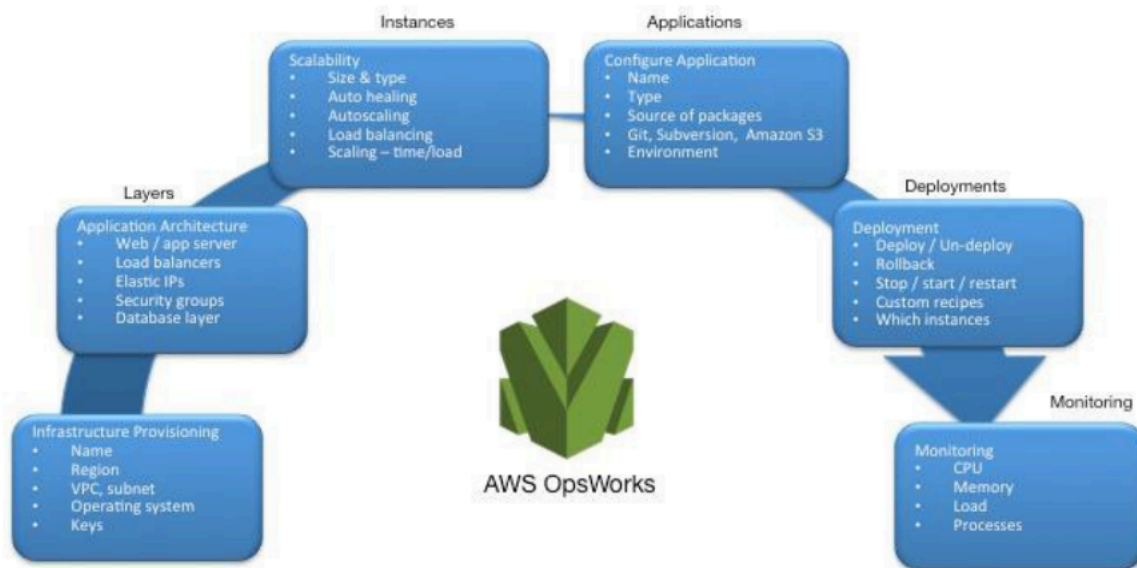 Instances
Scalability
• Size & type
• Auto healing
• Autoscaling
• Load balancing
• Scaling – time/load
Applications
Configure Application
• Name
• Type
• Source of packages
• Git, Subversion, Amazon S3
• Environment
Layers
Application Architecture
• Web / app server
• Load balancers
• Elastic IPs
• Security groups
• Database layer
Deployments
Deployment
• Deploy / Un-deploy
• Rollback
• Stop / start / restart
• Custom recipes
• Which instances
Infrastructure Provisioning
• Name
• Region
• VPC, subnet
• Operating system
• Keys
AWS OpsWorks
Monitoring
Monitoring
• CPU
• Memory
• Load
• Processes